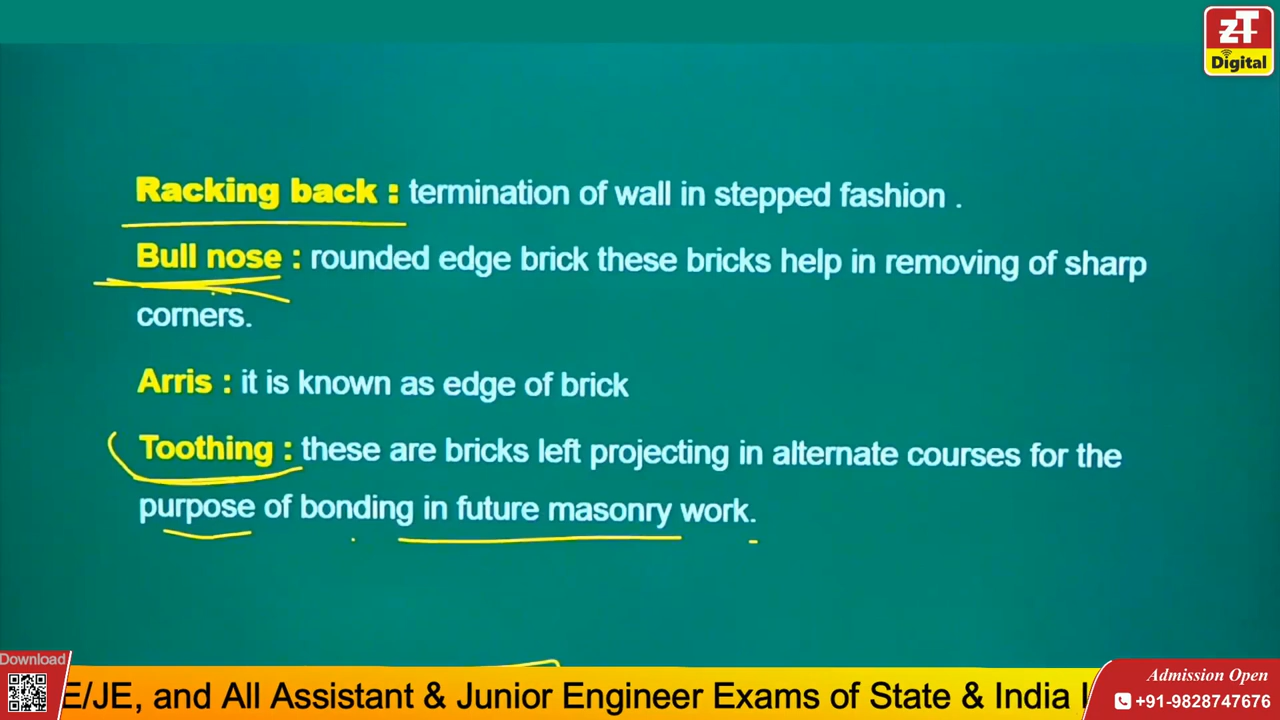 zT
Digital
Racking back : termination of wall in stepped fashion .
Bull nose : rounded edge brick these bricks help in removing of sharp
corners.
Arris : it is known as edge of brick
Toothing : these are bricks left projecting in alternate courses for the
purpose of bonding in future masonry work.
Download
E/JE, and All Assistant & Junior Engineer Exams of State & India
Admission Open
+91-9828747676